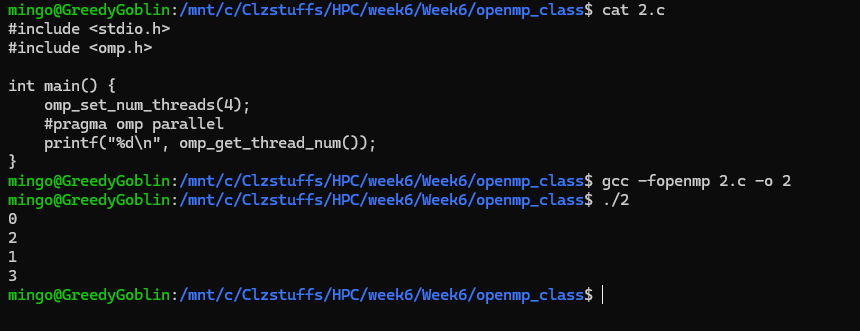 mingo@GreedyGoblin:/mnt/c/Clzstuffs/HPC/week6/Week6/openmp_class$ cat 2.c
#include <stdio.h>
#include <omp.h>

int main() {
    omp_set_num_threads(4);
    #pragma omp parallel
    printf("%d\n", omp_get_thread_num());
}
mingo@GreedyGoblin:/mnt/c/Clzstuffs/HPC/week6/Week6/openmp_class$ gcc -fopenmp 2.c -o 2
mingo@GreedyGoblin:/mnt/c/Clzstuffs/HPC/week6/Week6/openmp_class$ ./2
0
2
1
3
mingo@GreedyGoblin:/mnt/c/Clzstuffs/HPC/week6/Week6/openmp_class$